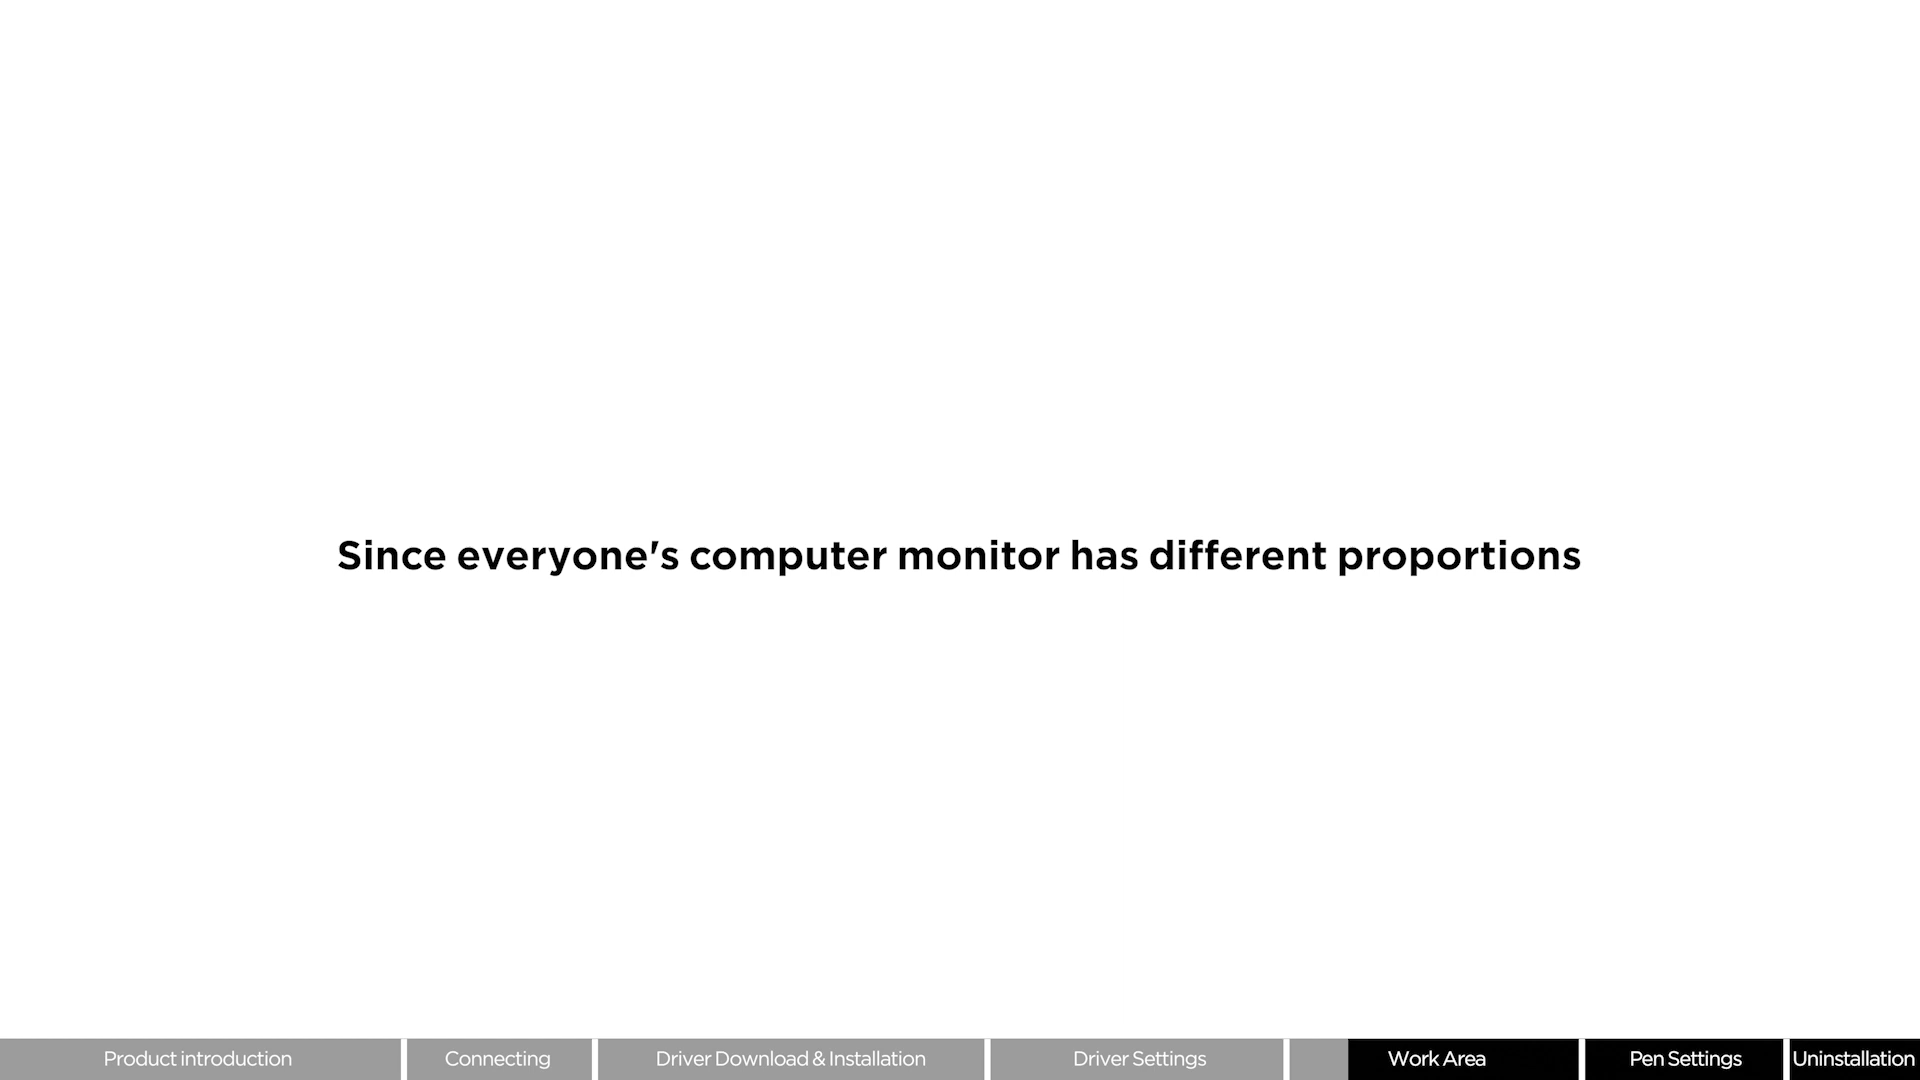 Since everyone's computer monitor has different proportions
Product introduction
Connecting
Driver Download & Installation
Driver Settings
Work Area
Pen Settings
Uninstallation